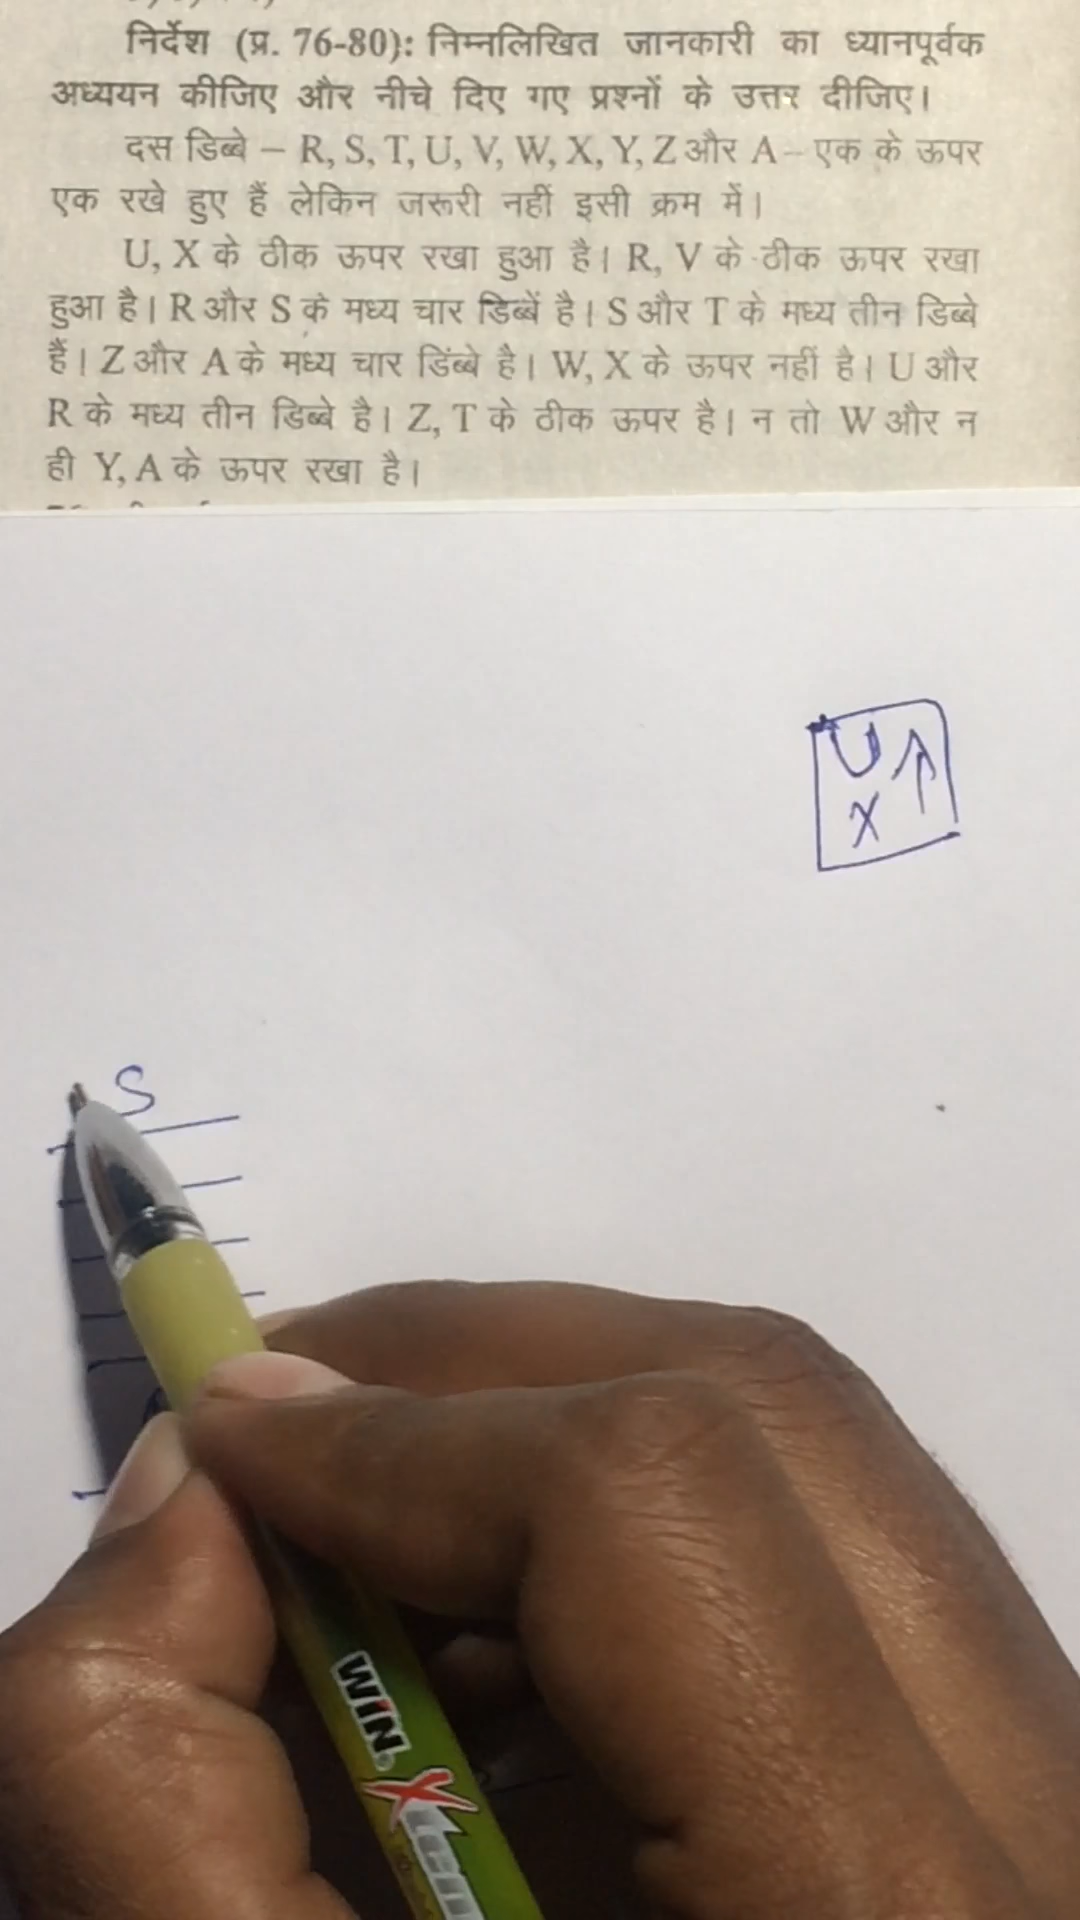 निर्देश (प्र. 76-80): निम्नलिखित जानकारी का ध्यानपूर्वक
अध्ययन कीजिए और नीचे दिए गए प्रश्नों के उत्तर दीजिए।
दस डिब्बे – R, S, T, U, V, W, X, Y, Z और A – एक के ऊपर
एक रखे हुए हैं लेकिन जरूरी नहीं इसी क्रम में।
U, X के ठीक ऊपर रखा हुआ है। R, V के ठीक ऊपर रखा
हुआ है। R और S के मध्य चार डिब्बें है। S और T के मध्य तीन डिब्बे
हैं। Z और A के मध्य चार डिंब्बे है। W, X के ऊपर नहीं है। U और
R के मध्य तीन डिब्बे है। Z, T के ठीक ऊपर है। न तो W और न
ही Y, A के ऊपर रखा है।
U
X
S
WIN